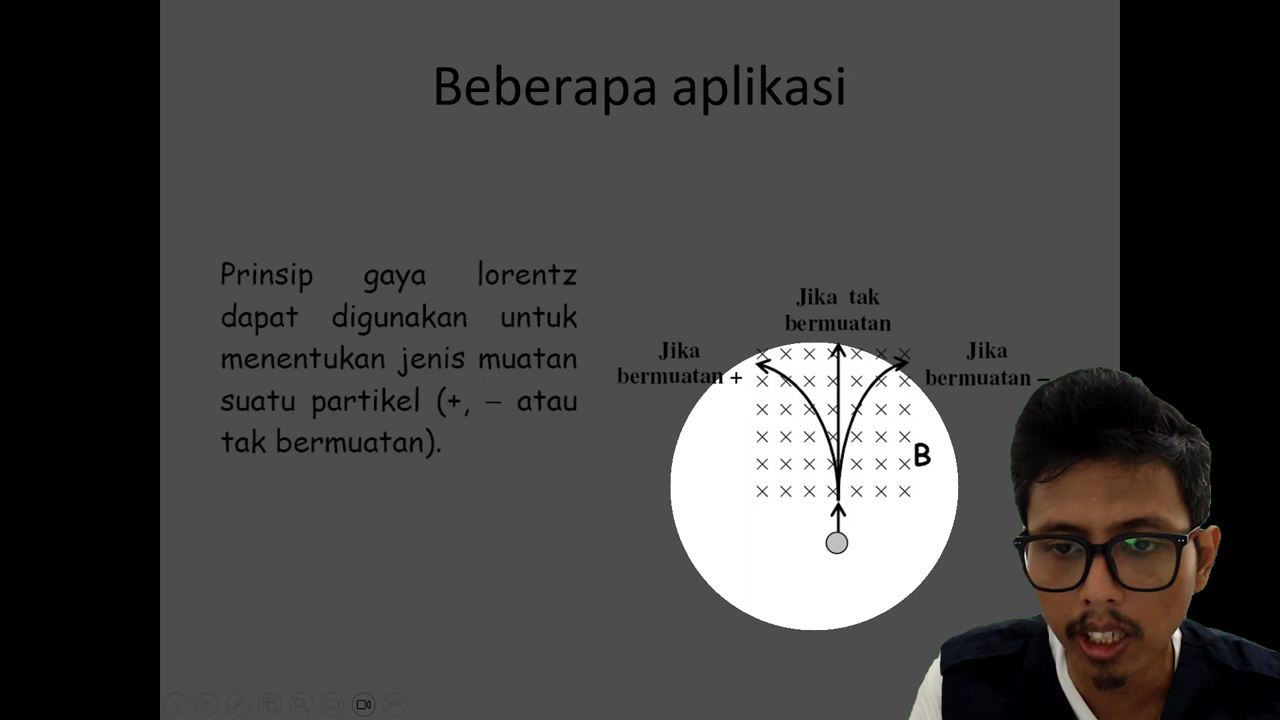 Beberapa aplikasi
Prinsip gaya lorentz
dapat digunakan untuk
menentukan jenis muatan
suatu partikel (+, – atau
tak bermuatan).
Jika tak
bermuatan
Jika
bermuatan +
Jika
bermuatan –
B